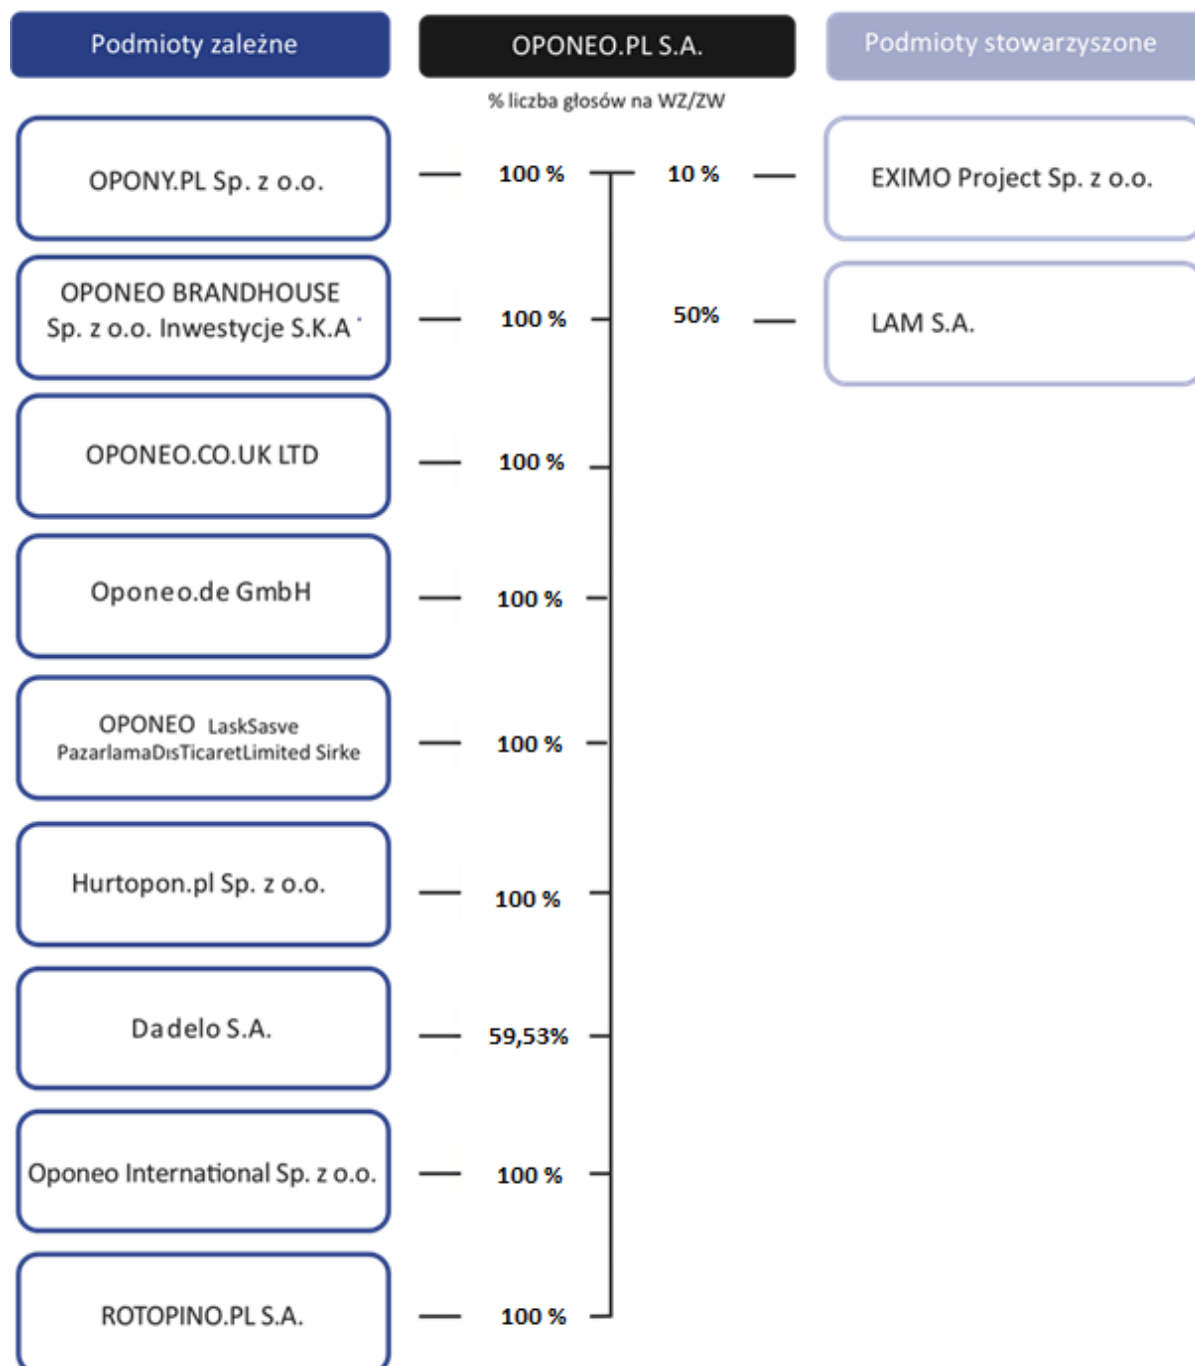 Podmioty zależne
OPONEO.PL S.A.
Podmioty stowarzyszone
% liczba głosów na WZ/ZW
OPONY.PL Sp. z o.o.
100 %
10 %
EXIMO Project Sp. z o.o.
OPONEO BRANDHOUSE
Sp. z o.o. Inwestycje S.K.A
100 %
50%
LAM S.A.
OPONEO.CO.UK LTD
100 %
Oponeo.de GmbH
100 %
OPONEO LaskSasve
PazarlamaDısTicaretLimited Sirke
100 %
Hurtopon.pl Sp. z o.o.
100 %
Dadelo S.A.
59,53%
Oponeo International Sp. z o.o.
100 %
ROTOPINO.PL S.A.
100 %